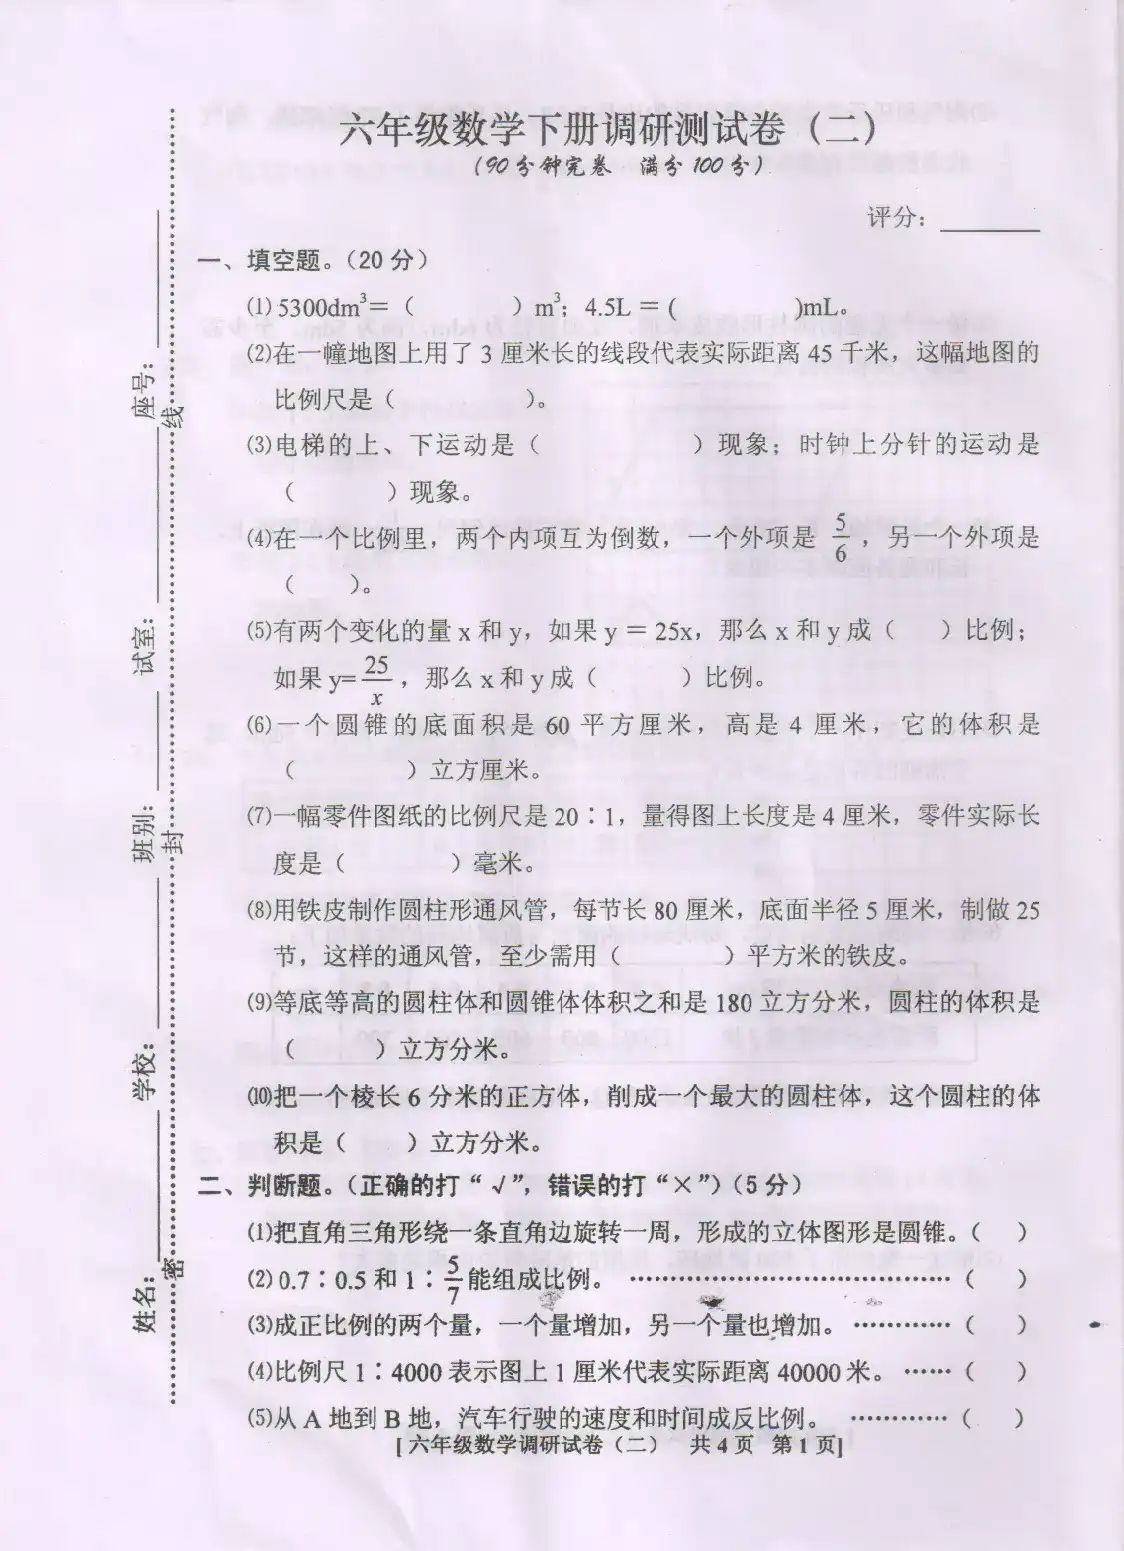 六年级数学下册调研测试卷（二）
（90分钟完卷 满分100分）
评分：
一、填空题。（20分）
⑴ 5300dm³=（ ）m³；4.5L =( )mL。
⑵在一幢地图上用了3厘米长的线段代表实际距离45千米，这幅地图的
比例尺是（ ）。
⑶电梯的上、下运动是（ ）现象；时钟上分针的运动是
（ ）现象。
⑷在一个比例里，两个内项互为倒数，一个外项是 5/6 ，另一个外项是
（ ）。
⑸有两个变化的量x和y，如果y = 25x，那么x和y成（ ）比例；
如果y=25/x，那么x和y成（ ）比例。
⑹一个圆锥的底面积是60平方厘米，高是4厘米，它的体积是
（ ）立方厘米。
⑺一幅零件图纸的比例尺是20∶1，量得图上长度是4厘米，零件实际长
度是（ ）毫米。
⑻用铁皮制作圆柱形通风管，每节长80厘米，底面半径5厘米，制做25
节，这样的通风管，至少需用（ ）平方米的铁皮。
⑼等底等高的圆柱体和圆锥体体积之和是180立方分米，圆柱的体积是
（ ）立方分米。
⑽把一个棱长6分米的正方体，削成一个最大的圆柱体，这个圆柱的体
积是（ ）立方分米。
二、判断题。（正确的打“√”，错误的打“×”）（5分）
⑴把直角三角形绕一条直角边旋转一周，形成的立体图形是圆锥。（ ）
⑵ 0.7∶0.5和1∶5/7能组成比例。 …………………………………（ ）
⑶成正比例的两个量，一个量增加，另一个量也增加。…………（ ）
⑷比例尺1∶4000表示图上1厘米代表实际距离40000米。……（ ）
⑸从A地到B地，汽车行驶的速度和时间成反比例。 …………（ ）
[六年级数学调研试卷（二） 共4页 第1页]
姓名： 学校： 班别： 试室： 座号：
密 封 线